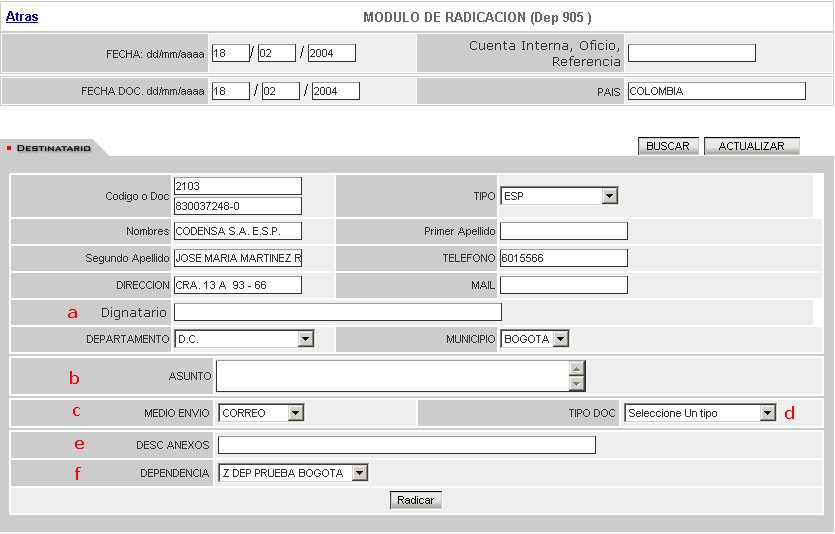 Atras MODULO DE RADICACION (Dep 905 )
FECHA: dd/mm/aaaa 18 / 02 / 2004 Cuenta Interna, Oficio,
Referencia
FECHA DOC. dd/mm/aaaa 18 / 02 / 2004 PAIS COLOMBIA
DESTINATARIO BUSCAR ACTUALIZAR
Codigo o Doc 2103 TIPO ESP
830037248-0
Nombres CODENSA S.A. E.S.P. Primer Apellido
Segundo Apellido JOSE MARIA MARTINEZ R TELEFONO 6015566
DIRECCION CRA. 13 A 93 - 66 MAIL
a Dignatario
DEPARTAMENTO D.C. MUNICIPIO BOGOTA
b ASUNTO
c MEDIO ENVIO CORREO TIPO DOC Seleccione Un tipo d
e DESC ANEXOS
f DEPENDENCIA Z DEP PRUEBA BOGOTA
Radicar